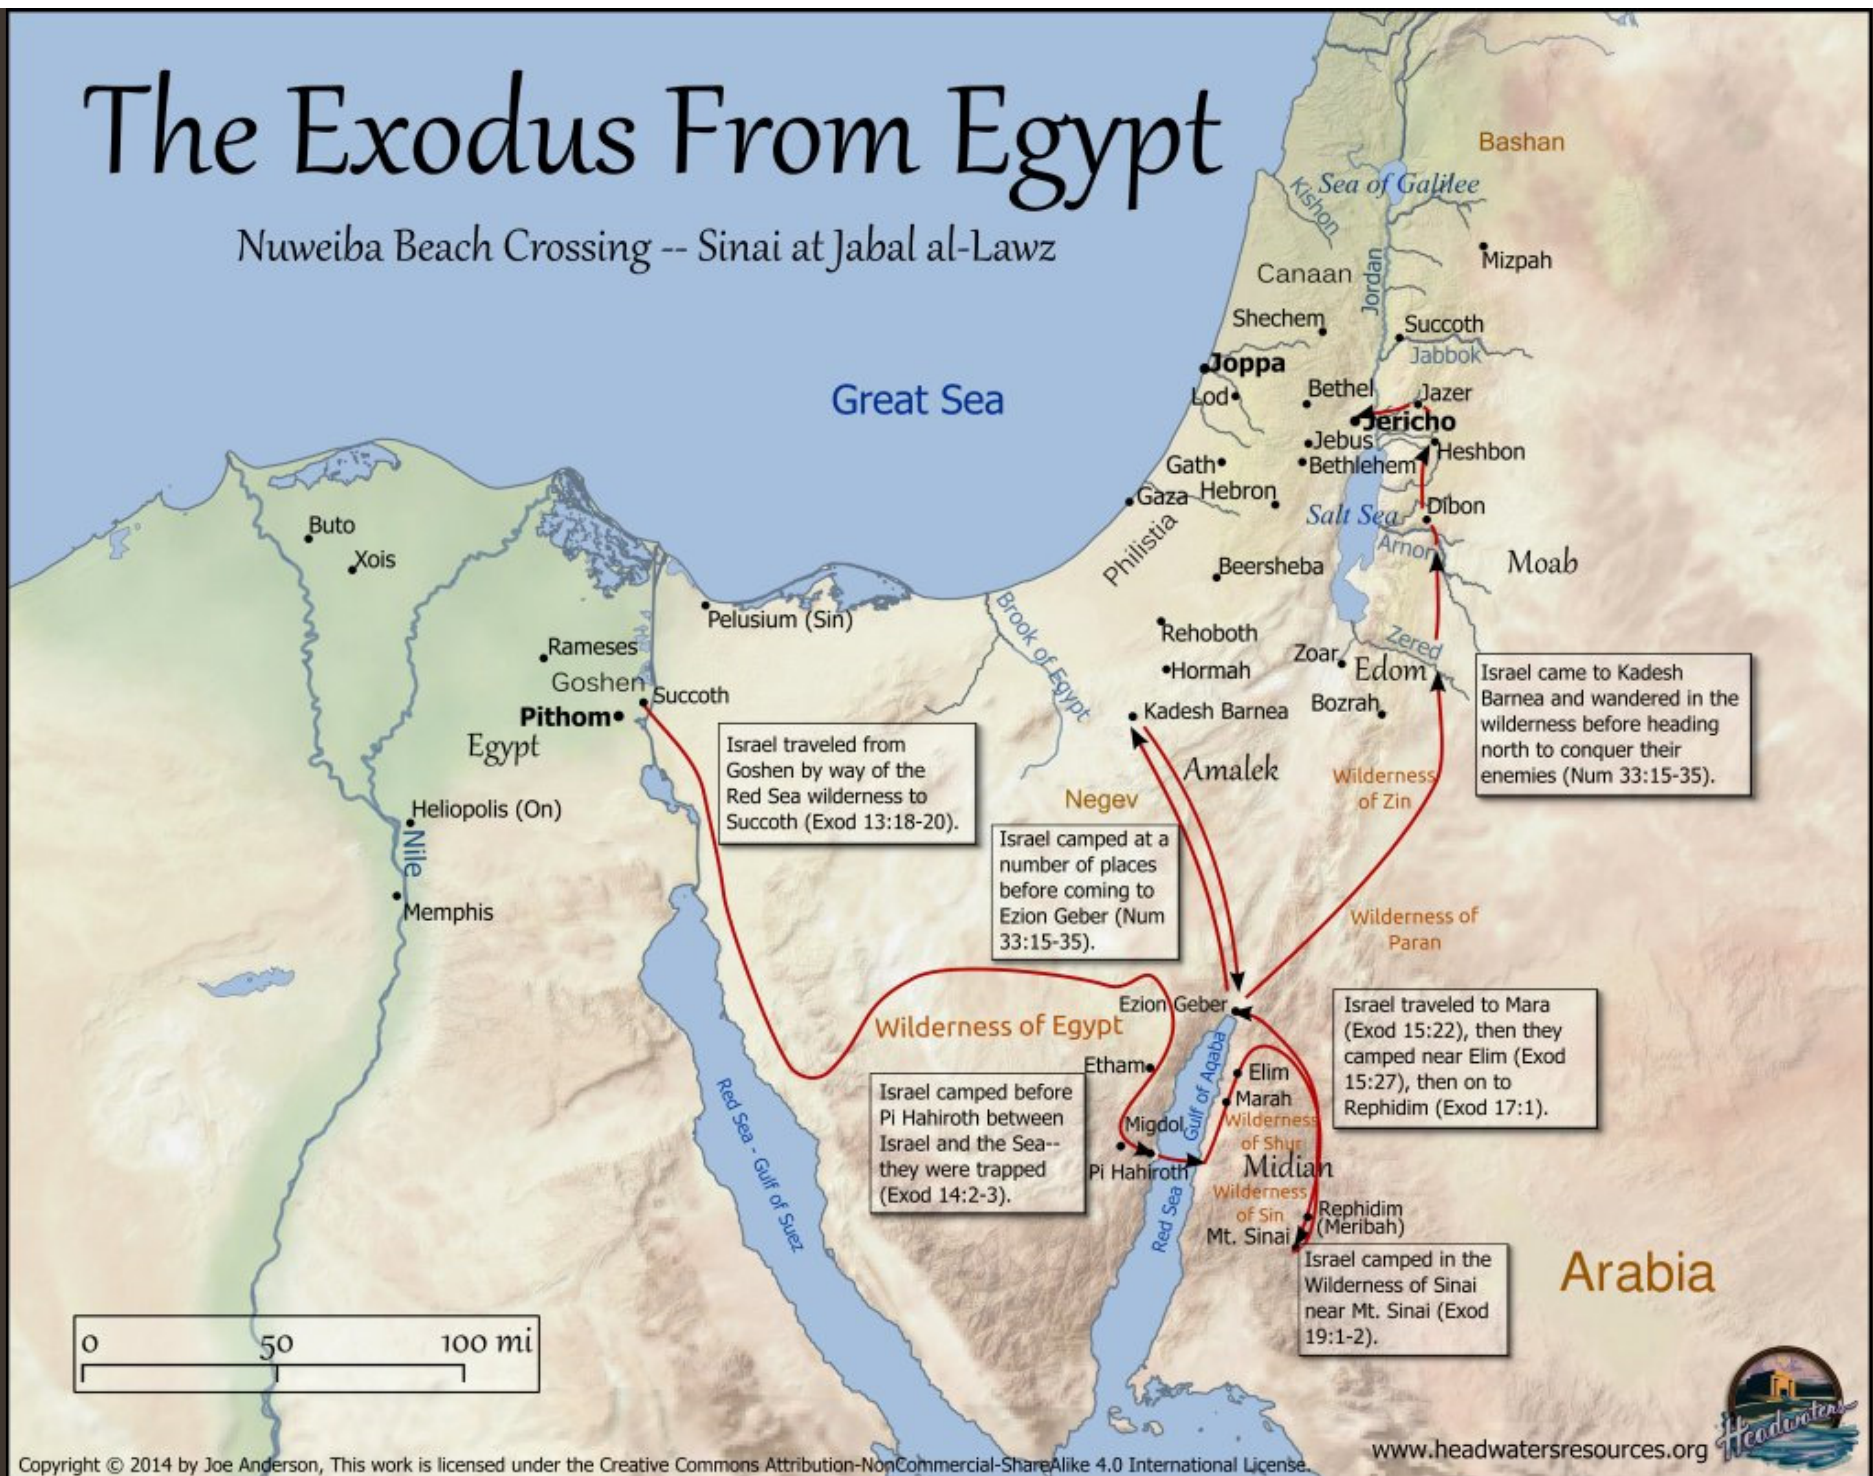 The Exodus From Egypt
Nuweiba Beach Crossing -- Sinai at Jabal al-Lawz
Bashan
Sea of Galilee
Kishon
Mizpah
Canaan
Jordan
Shechem
Succoth
Jabbok
Joppa
Lod
Bethel
Jazer
Jericho
Great Sea
Jebus
Heshbon
Gath
Bethlehem
Gaza
Hebron
Salt Sea
Dibon
Arnon
Moab
Philistia
Beersheba
Buto
Xois
Pelusium (Sin)
Brook of Egypt
Rehoboth
Zered
Rameses
Hormah
Zoar
Edom
Goshen
Succoth
Pithom
Egypt
Kadesh Barnea
Bozrah
Israel came to Kadesh
Barnea and wandered in the
wilderness before heading
north to conquer their
enemies (Num 33:15-35).
Israel traveled from
Goshen by way of the
Red Sea wilderness to
Succoth (Exod 13:18-20).
Amalek
Wilderness
of Zin
Negev
Heliopolis (On)
Nile
Memphis
Israel camped at a
number of places
before coming to
Ezion Geber (Num
33:15-35).
Wilderness of
Paran
Ezion Geber
Wilderness of Egypt
Israel traveled to Mara
(Exod 15:22), then they
camped near Elim (Exod
15:27), then on to
Rephidim (Exod 17:1).
Etham
Elim
Marah
Gulf of Aqaba
Israel camped before
Pi Hahiroth between
Israel and the Sea--
they were trapped
(Exod 14:2-3).
Migdol
Wilderness
of Shur
Pi Hahiroth
Midian
Red Sea - Gulf of Suez
Red Sea
Wilderness
of Sin
Rephidim
(Meribah)
Mt. Sinai
Israel camped in the
Wilderness of Sinai
near Mt. Sinai (Exod
19:1-2).
Arabia
0 50 100 mi
Headwaters
www.headwatersresources.org
Copyright © 2014 by Joe Anderson, This work is licensed under the Creative Commons Attribution-NonCommercial-ShareAlike 4.0 International License.